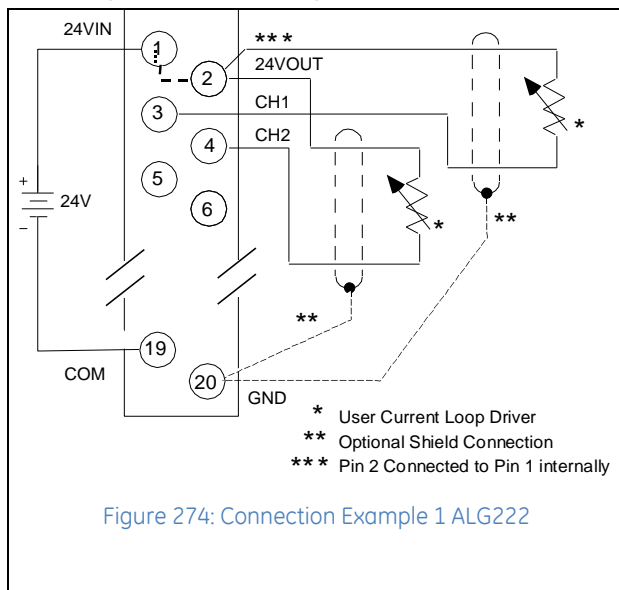 24VIN
1
***
2
24VOUT
3
CH1
4
CH2
*
5
+
24V
6
*
**
−
**
19
COM
20
GND
* User Current Loop Driver
** Optional Shield Connection
*** Pin 2 Connected to Pin 1 internally
Figure 274: Connection Example 1 ALG222